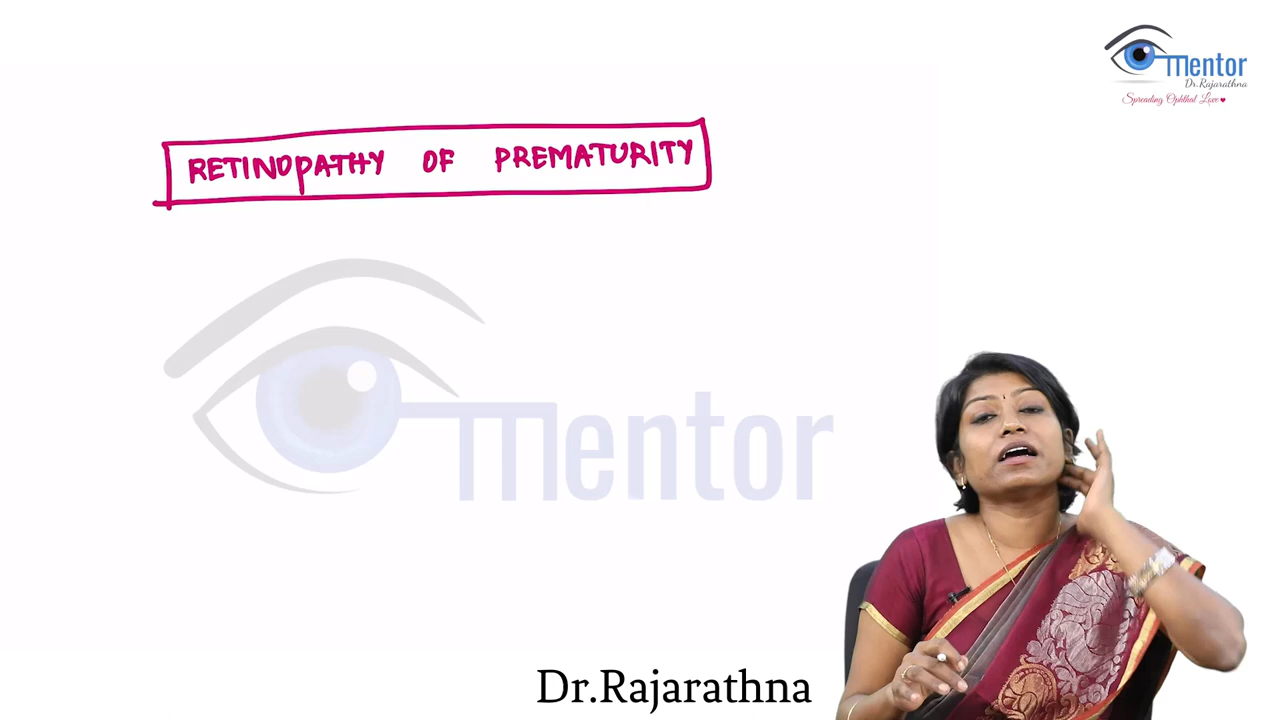 mentor
Dr.Rajarathna
Spreading Ophthal Love
RETINOPATHY OF PREMATURITY
mentor
Dr.Rajarathna